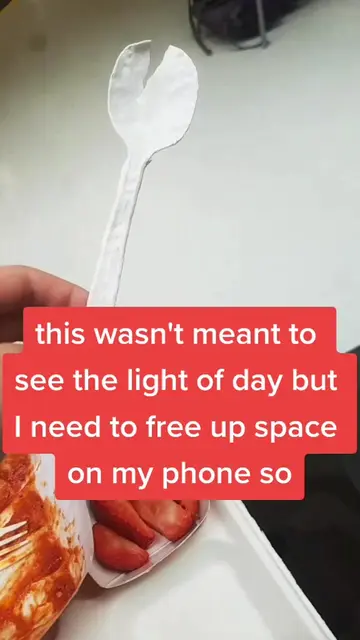 this wasn't meant to
see the light of day but
I need to free up space
on my phone so